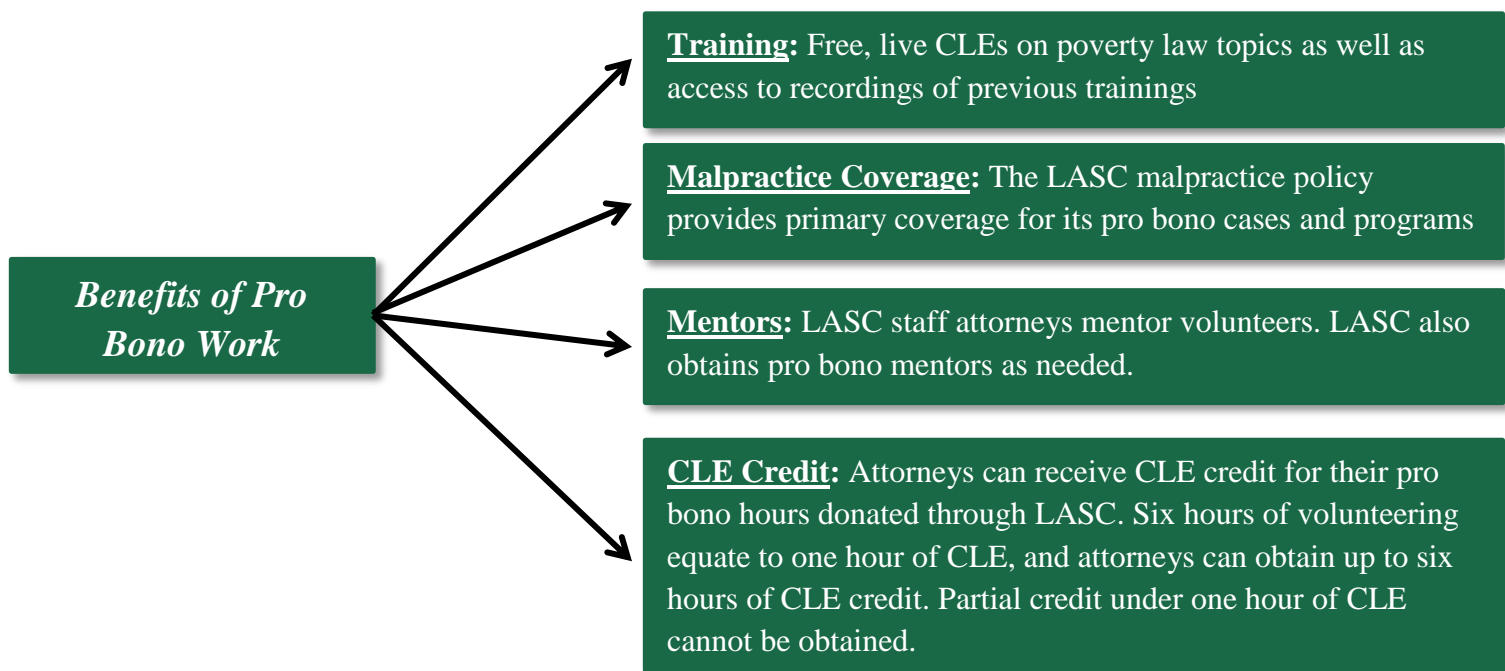 Benefits of Pro
Bono Work
Training: Free, live CLEs on poverty law topics as well as
access to recordings of previous trainings
Malpractice Coverage: The LASC malpractice policy
provides primary coverage for its pro bono cases and programs
Mentors: LASC staff attorneys mentor volunteers. LASC also
obtains pro bono mentors as needed.
CLE Credit: Attorneys can receive CLE credit for their pro
bono hours donated through LASC. Six hours of volunteering
equate to one hour of CLE, and attorneys can obtain up to six
hours of CLE credit. Partial credit under one hour of CLE
cannot be obtained.